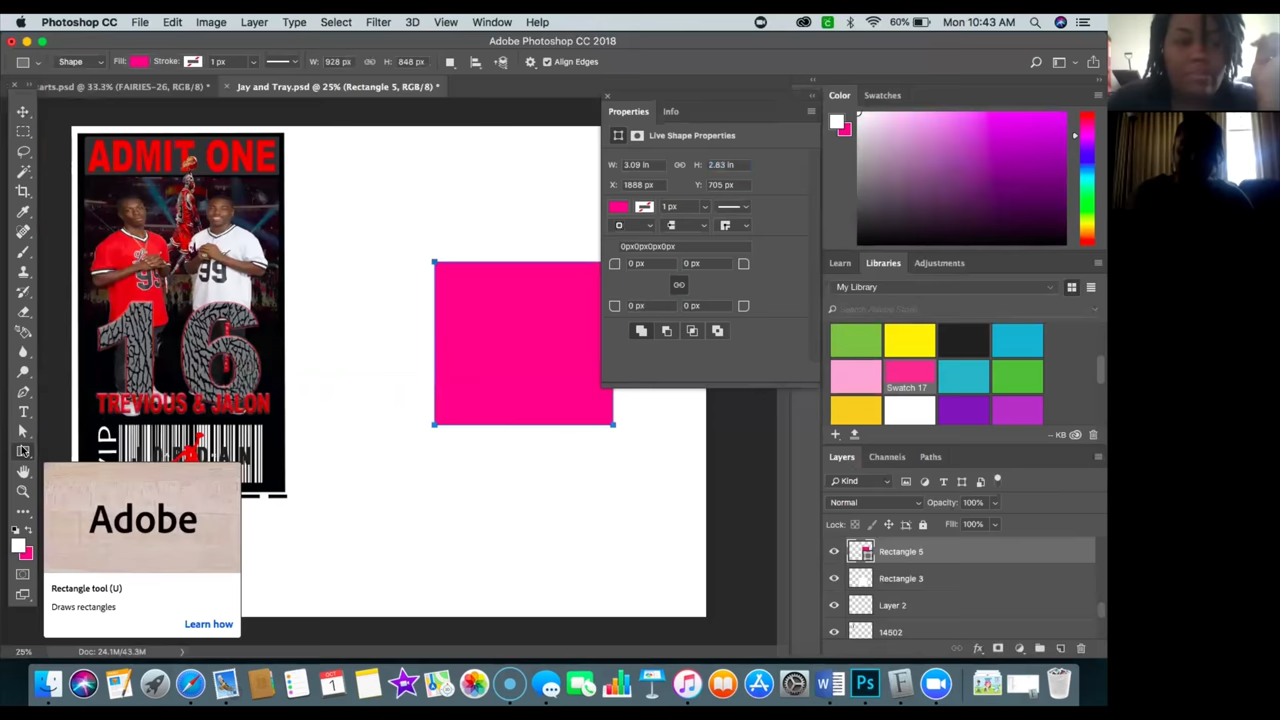 Photoshop CC File Edit Image Layer Type Select Filter 3D View Window Help 60% Mon 10:43 AM
Adobe Photoshop CC 2018
Shape Fill: Stroke: 1 px W: 928 px H: 848 px Align Edges
arts.psd @ 33.3% (FAIRIES-26, RGB/8) * Jay and Tray.psd @ 25% (Rectangle 5, RGB/8) *
Properties Info
Live Shape Properties
W: 3.09 in H: 2.83 in
X: 1888 px Y: 705 px
1 px
0px0px0px0px
0 px 0 px
0 px 0 px
Color Swatches
Learn Libraries Adjustments
My Library
Swatch 17
-- KB
Layers Channels Paths
Kind
Normal Opacity: 100%
Lock: Fill: 100%
Rectangle 5
Rectangle 3
Layer 2
14502
ADMIT ONE
99 99
16
TREVIOUS & JALON
VIP
Adobe
Rectangle tool (U)
Draws rectangles
Learn how
25% Doc: 24.1M/3.3M
OCT
1
W Ps